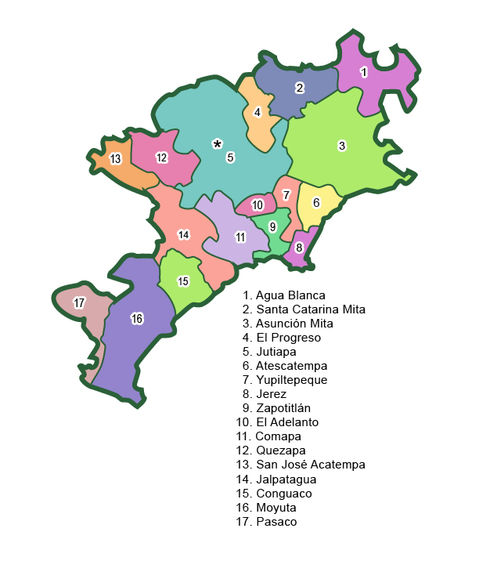 1
2
3
4
*
5
12
13
7
6
10
9
11
14
8
15
17
16
1. Agua Blanca
2. Santa Catarina Mita
3. Asunción Mita
4. El Progreso
5. Jutiapa
6. Atescatempa
7. Yupiltepeque
8. Jerez
9. Zapotitlán
10. El Adelanto
11. Comapa
12. Quezapa
13. San José Acatempa
14. Jalpatagua
15. Conguaco
16. Moyuta
17. Pasaco